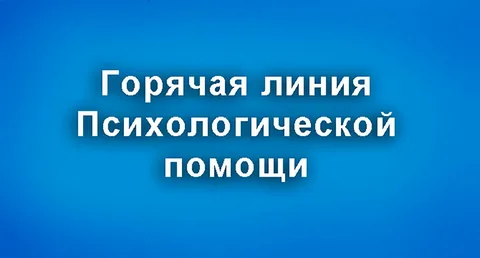 Горячая линия
Психологической
помощи